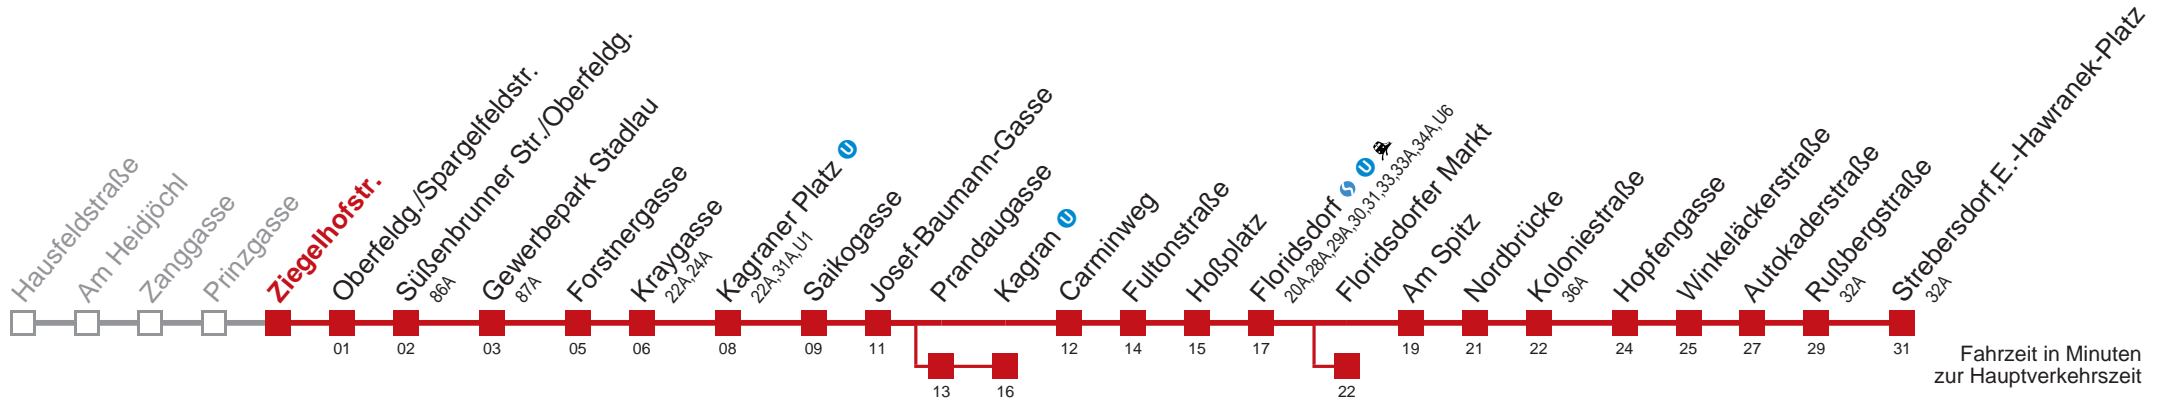 Hausfeldstraße
Am Heidjöchl
Zanggasse
Prinzgasse
Ziegelhofstr.
Oberfeldg./Spargelfeldstr.
Süßenbrunner Str./Oberfeldg.
86A
Gewerbepark Stadlau
87A
Forstnergasse
Kraygasse
22A,24A
Kagraner Platz U
22A,31A,U1
Saikogasse
Josef-Baumann-Gasse
Prandaugasse
Kagran U
Carminweg
Fultonstraße
Hoßplatz
Floridsdorf S U
20A,28A,29A,30,31,33,33A,34A,U6
Floridsdorfer Markt
Am Spitz
Nordbrücke
Koloniestraße
36A
Hopfengasse
Winkeläckerstraße
Autokaderstraße
Rußbergstraße
32A
Strebersdorf,E.-Hawranek-Platz
32A
01 02 03 05 06 08 09 11 12 14 15 17 19 21 22 24 25 27 29 31
13 16 22
Fahrzeit in Minuten
zur Hauptverkehrszeit